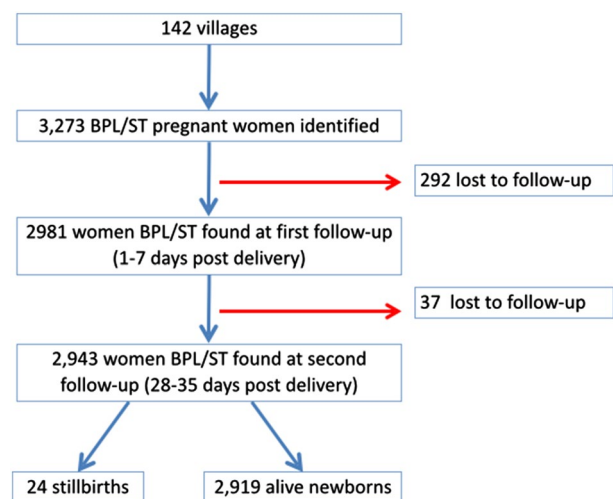 142 villages
3,273 BPL/ST pregnant women identified
292 lost to follow-up
2981 women BPL/ST found at first follow-up
(1-7 days post delivery)
37 lost to follow-up
2,943 women BPL/ST found at second
follow-up (28-35 days post delivery)
24 stillbirths
2,919 alive newborns